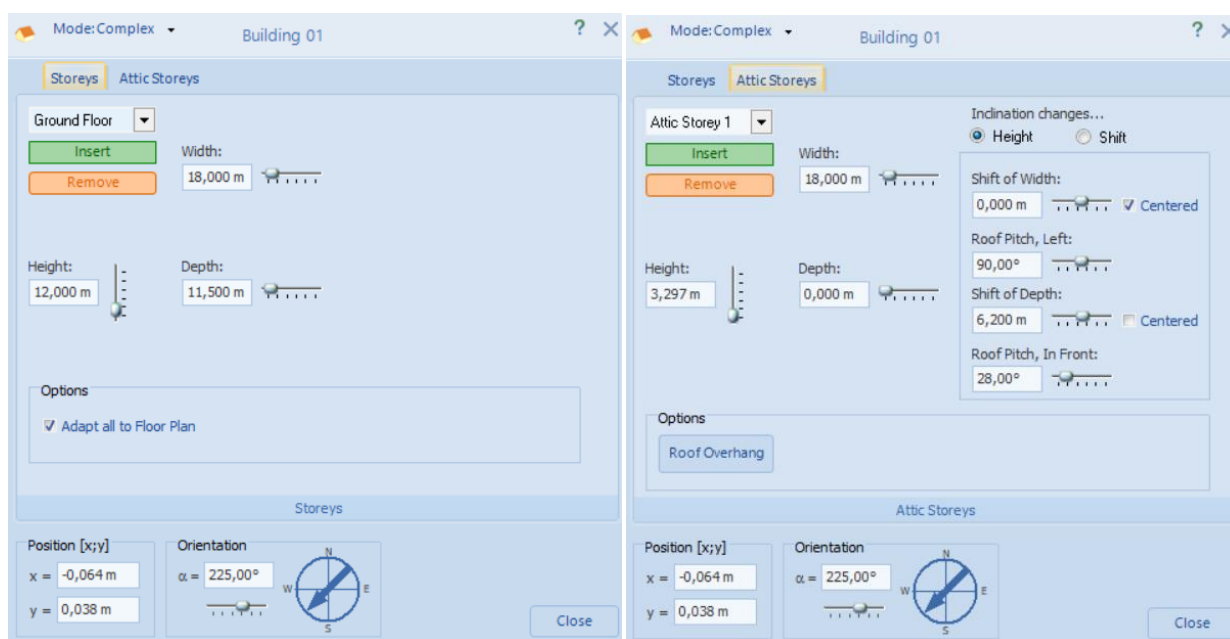 Mode:Complex
Building 01
?
Storeys Attic Storeys
Ground Floor
Insert
Remove
Width:
18,000 m
Height:
12,000 m
Depth:
11,500 m
Options
Adapt all to Floor Plan
Storeys
Position [x;y]
x = -0,064 m
y = 0,038 m
Orientation
α = 225,00°
N
W E
S
Close
Mode:Complex
Building 01
?
Storeys Attic Storeys
Attic Storey 1
Insert
Remove
Width:
18,000 m
Height:
3,297 m
Depth:
0,000 m
Inclination changes...
Height Shift
Shift of Width:
0,000 m Centered
Roof Pitch, Left:
90,00°
Shift of Depth:
6,200 m Centered
Roof Pitch, In Front:
28,00°
Options
Roof Overhang
Attic Storeys
Position [x;y]
x = -0,064 m
y = 0,038 m
Orientation
α = 225,00°
N
W E
S
Close